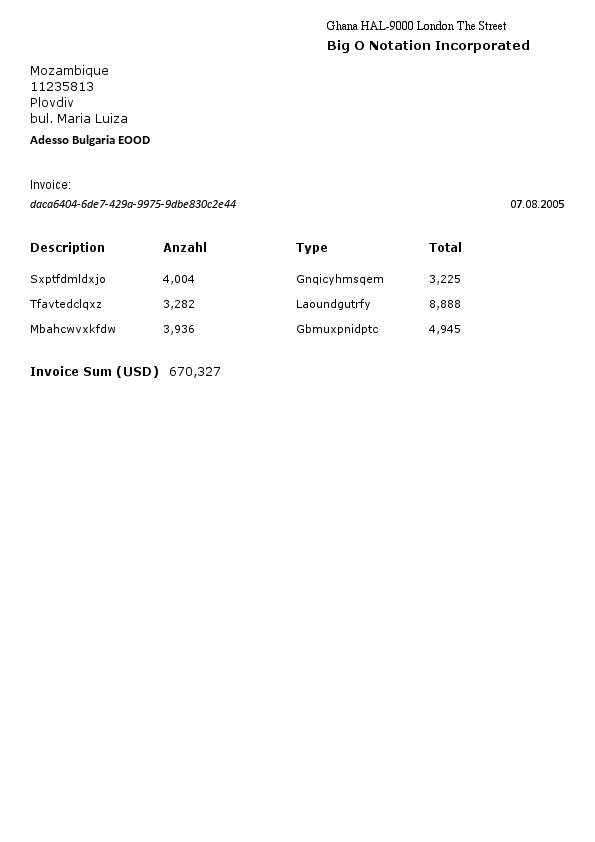 Ghana HAL-9000 London The Street
Big O Notation Incorporated
Mozambique
11235813
Plovdiv
bul. Maria Luiza
Adesso Bulgaria EOOD
Invoice:
daca6404-6de7-429a-9975-9dbe830c2e44 07.08.2005
Description Anzahl Type Total
Sxptfdmldxjo 4,004 Gnqicyhmsqem 3,225
Tfavtedclqxz 3,282 Laoundgutrfy 8,888
Mbahcwvxkfdw 3,936 Gbmuxpnidptc 4,945
Invoice Sum (USD) 670,327